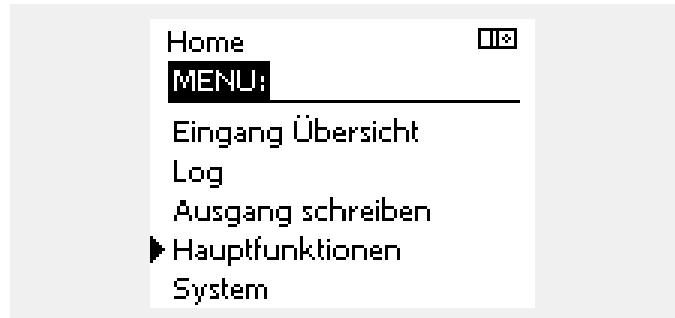 Home
MENU:
Eingang Übersicht
Log
Ausgang schreiben
Hauptfunktionen
System